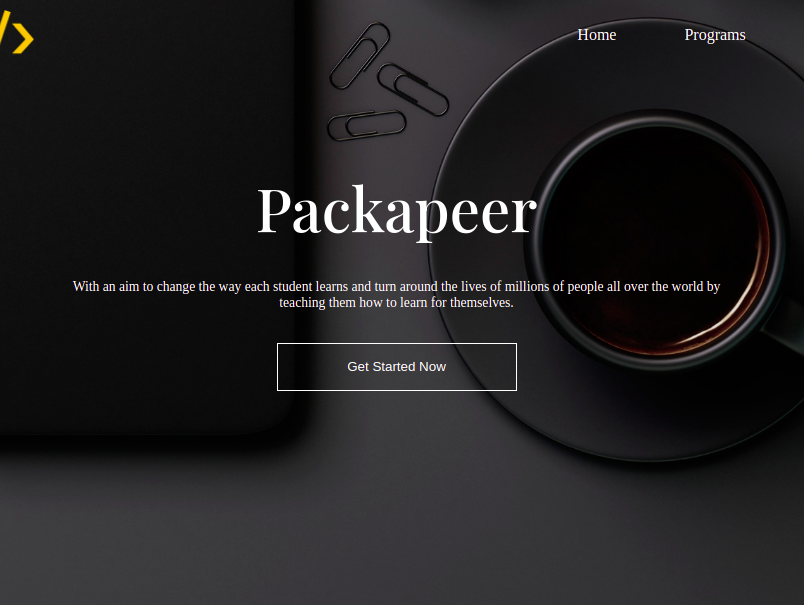 Home Programs
Packapeer
With an aim to change the way each student learns and turn around the lives of millions of people all over the world by
teaching them how to learn for themselves.
Get Started Now